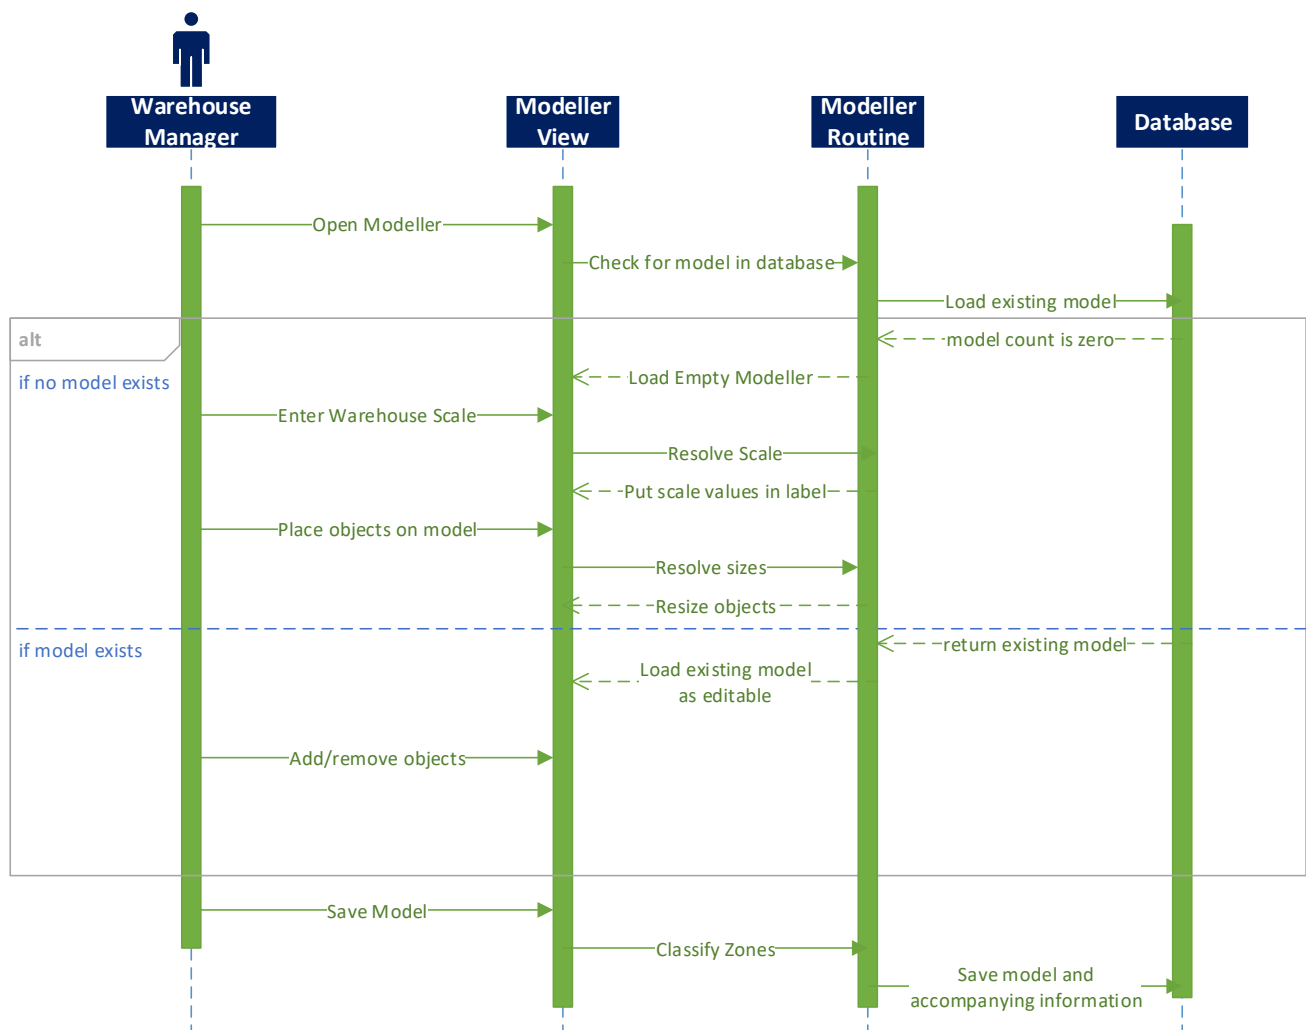 Warehouse
Manager
Modeller
View
Modeller
Routine
Database
Open Modeller
Check for model in database
Load existing model
alt
model count is zero
if no model exists
Load Empty Modeller
Enter Warehouse Scale
Resolve Scale
Put scale values in label
Place objects on model
Resolve sizes
Resize objects
if model exists
return existing model
Load existing model
as editable
Add/remove objects
Save Model
Classify Zones
Save model and
accompanying information